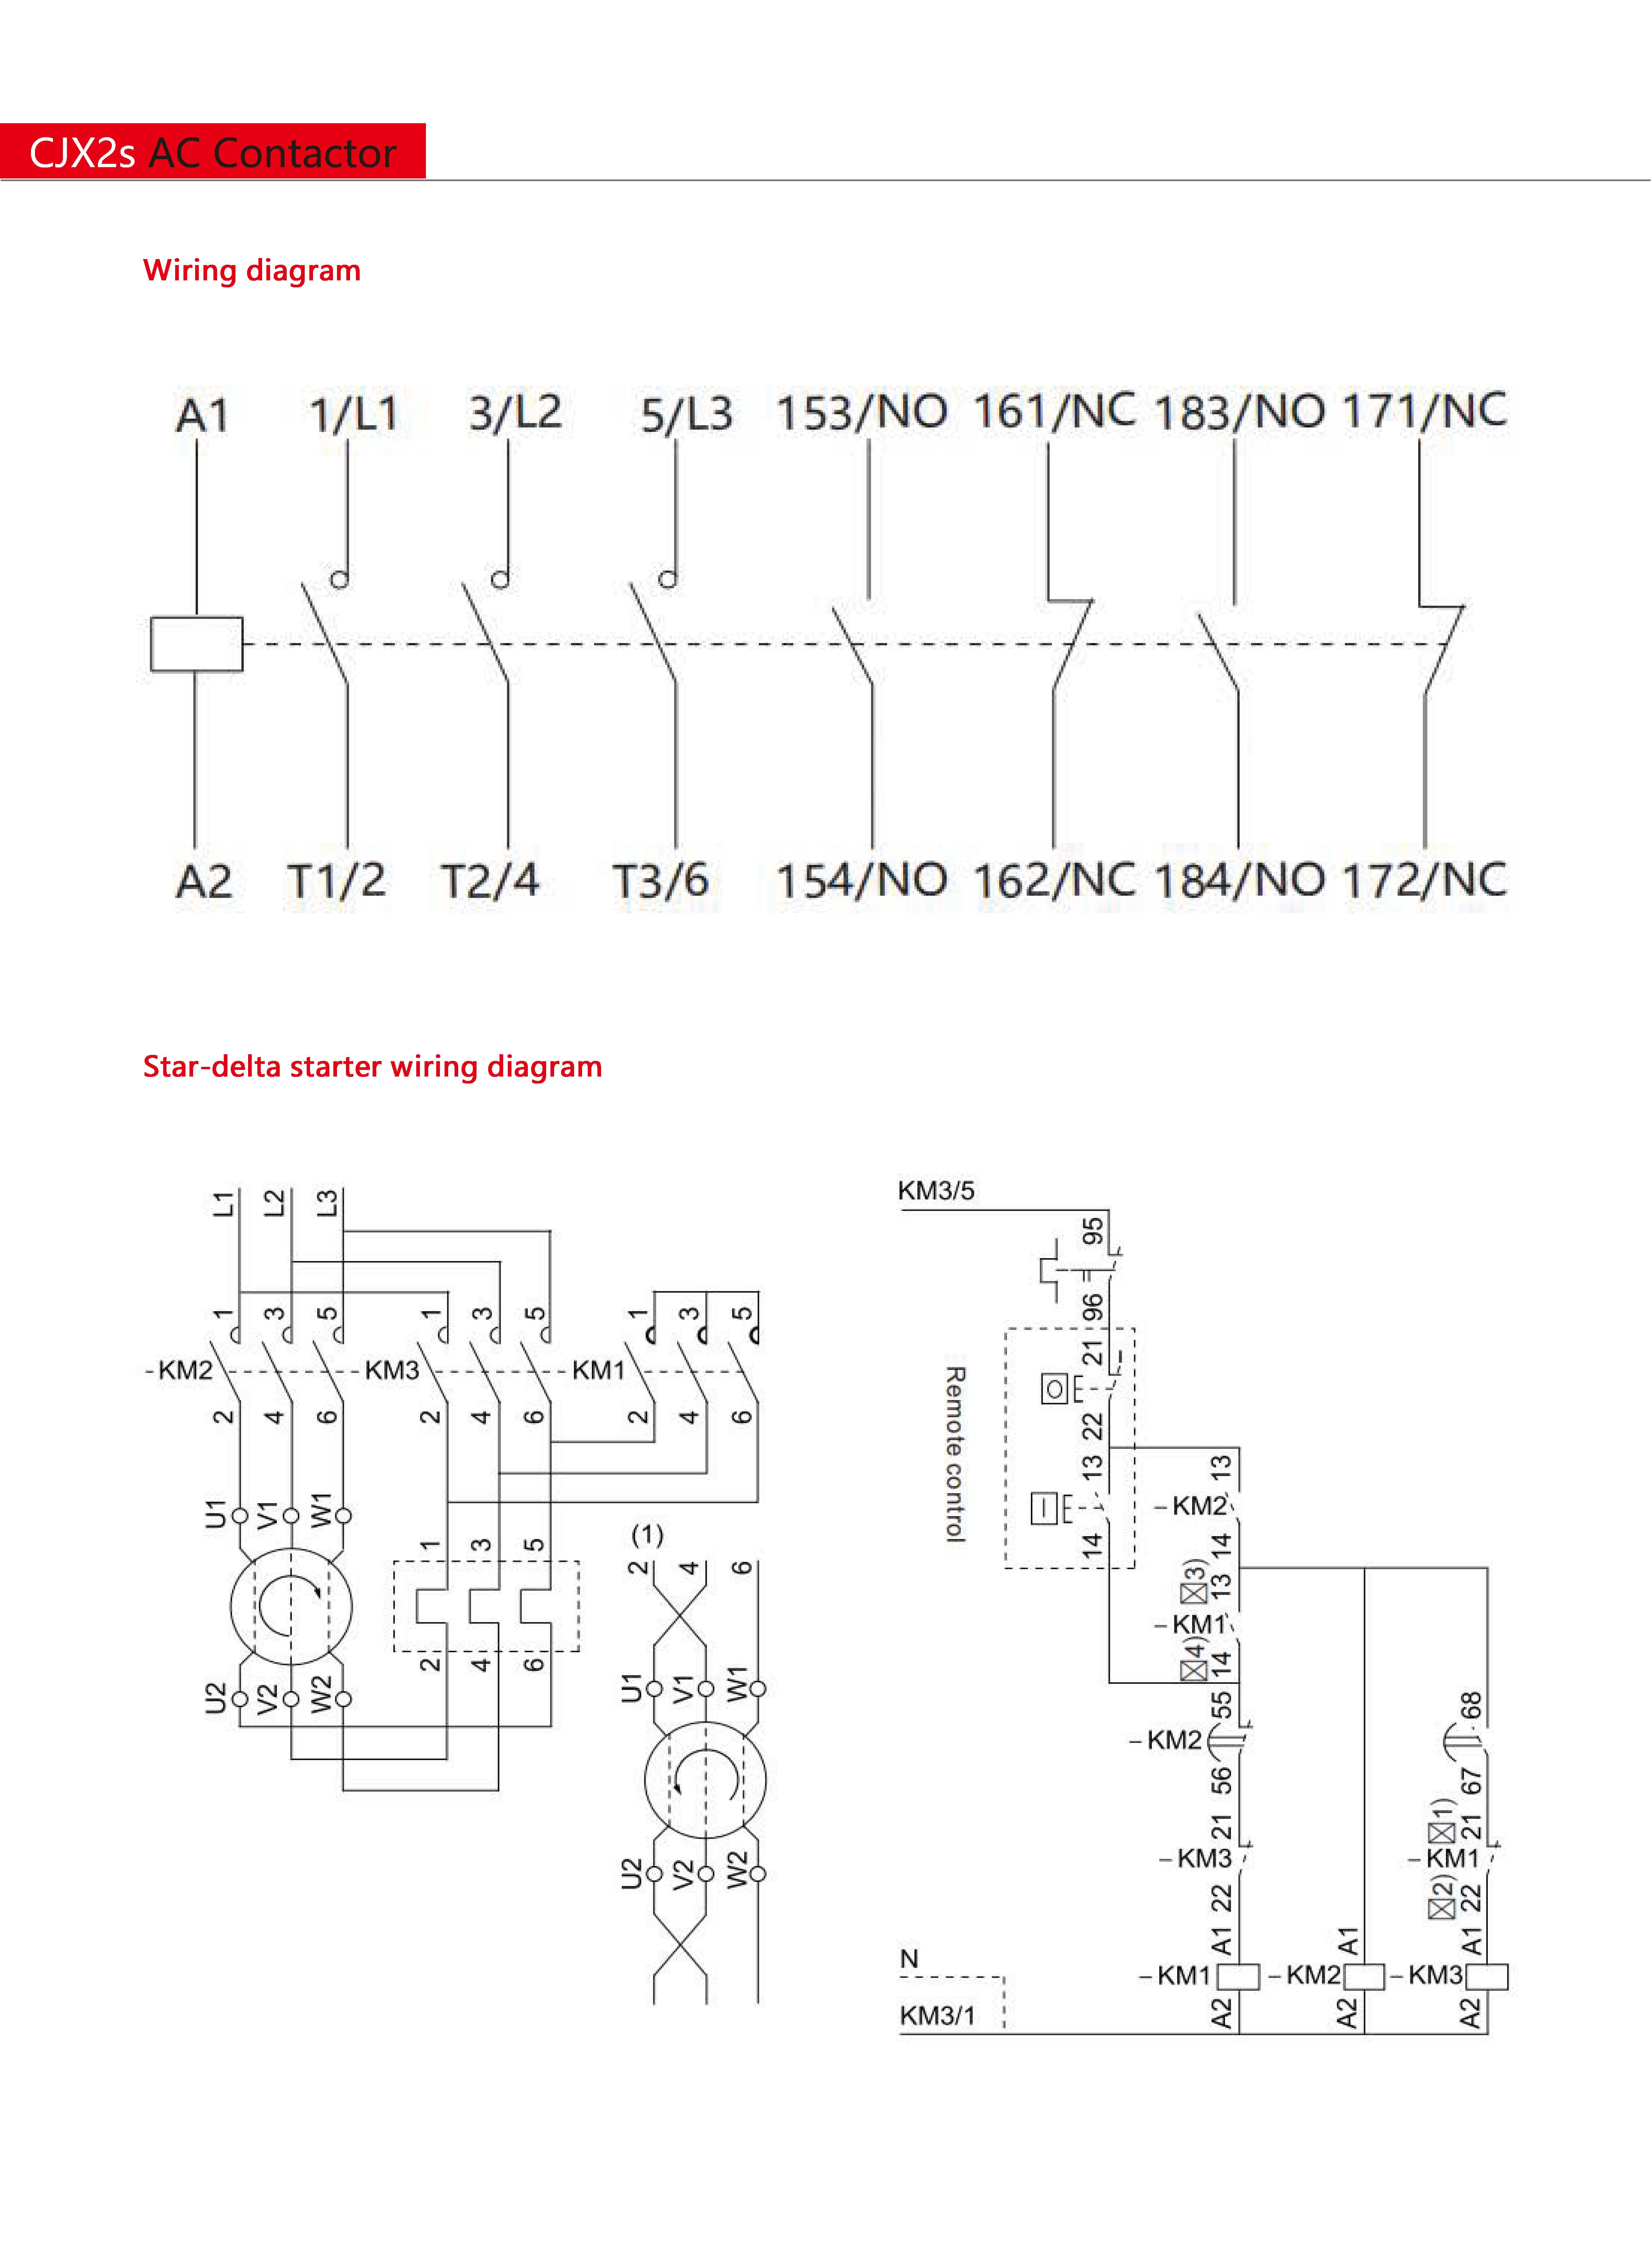 CJX2s AC Contactor
Wiring diagram
A1 1/L1 3/L2 5/L3 153/NO 161/NC 183/NO 171/NC
A2 T1/2 T2/4 T3/6 154/NO 162/NC 184/NO 172/NC
Star-delta starter wiring diagram
L1 L2 L3
1 3 5 1 3 5 1 3 5
-KM2 -KM3 -KM1
2 4 6 2 4 6 2 4 6
U1 V1 W1
1 3 5
2 4 6
U2 V2 W2
(1)
2 4 6
U1 V1 W1
U2 V2 W2
KM3/5
95
96
Remote control
21
O
22
13
I
14
13
-KM2
14
3) 13
-KM1
4) 14
55
-KM2
56
21
-KM3
22
68
67
1) 21
-KM1
2) 22
A1 A1 A1
-KM1 -KM2 -KM3
A2 A2 A2
N
KM3/1